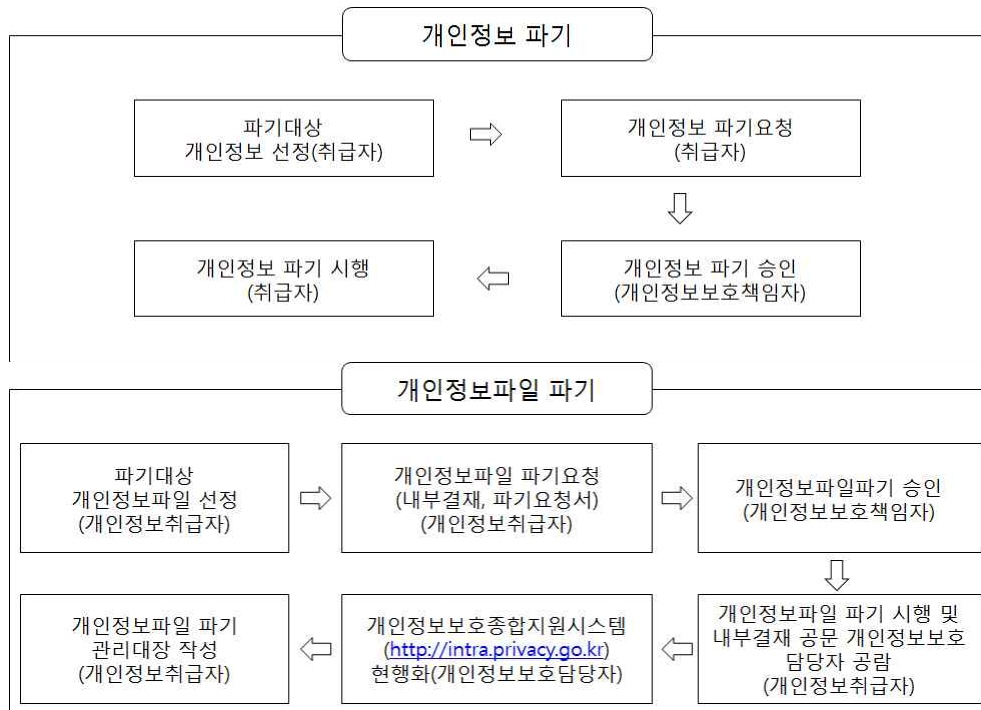 개인정보 파기
파기대상
개인정보 선정(취급자)
개인정보 파기요청
(취급자)
개인정보 파기 승인
(개인정보보호책임자)
개인정보 파기 시행
(취급자)
개인정보파일 파기
파기대상
개인정보파일 선정
(개인정보취급자)
개인정보파일 파기요청
(내부결재, 파기요청서)
(개인정보취급자)
개인정보파일파기 승인
(개인정보보호책임자)
개인정보파일 파기 시행 및
내부결재 공문 개인정보보호
담당자 공람
(개인정보취급자)
개인정보보호종합지원시스템
(http://intra.privacy.go.kr)
현행화(개인정보보호담당자)
개인정보파일 파기
관리대장 작성
(개인정보취급자)